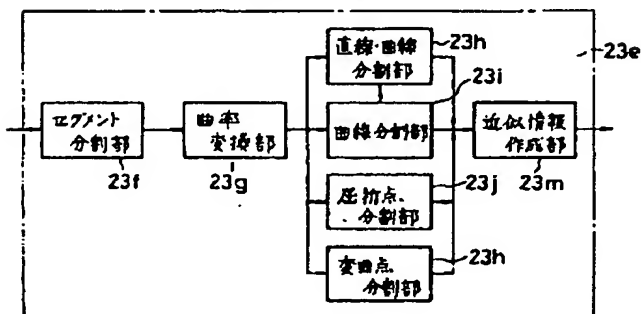 直線・曲線
分割部
23h
23e
セグメント
分割部
23f
曲率
変換部
23g
曲線分割部
23i
近似情報
作成部
23m
屈折点
分割部
23j
変曲点
分割部
23h